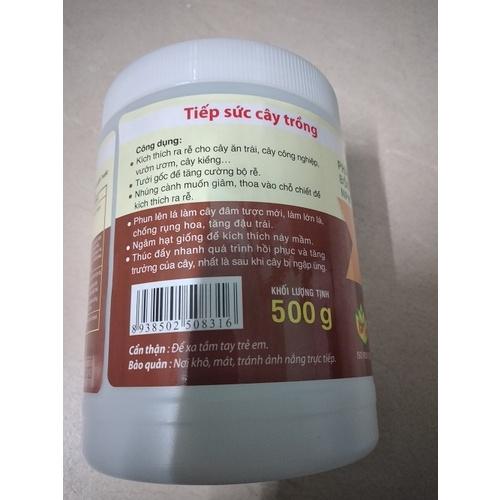 Tiếp sức cây trồng
Công dụng:
• Kích thích ra rễ cho cây ăn trái, cây công nghiệp,
vườn ươm, cây kiểng...
• Tưới gốc để tăng cường bộ rễ.
• Nhúng cành muốn giâm, thoa vào chỗ chiết để
kích thích ra rễ.
• Phun lên lá làm cây đâm tược mới, làm lớn lá,
chống rụng hoa, tăng đậu trái.
• Ngâm hạt giống để kích thích nảy mầm.
• Thúc đẩy nhanh quá trình hồi phục và tăng
trưởng của cây, nhất là sau khi cây bị ngập úng.
KHỐI LƯỢNG TỊNH
500 g
8938502508316
Cẩn thận : Để xa tầm tay trẻ em.
Bảo quản : Nơi khô, mát, tránh ánh nắng trực tiếp.